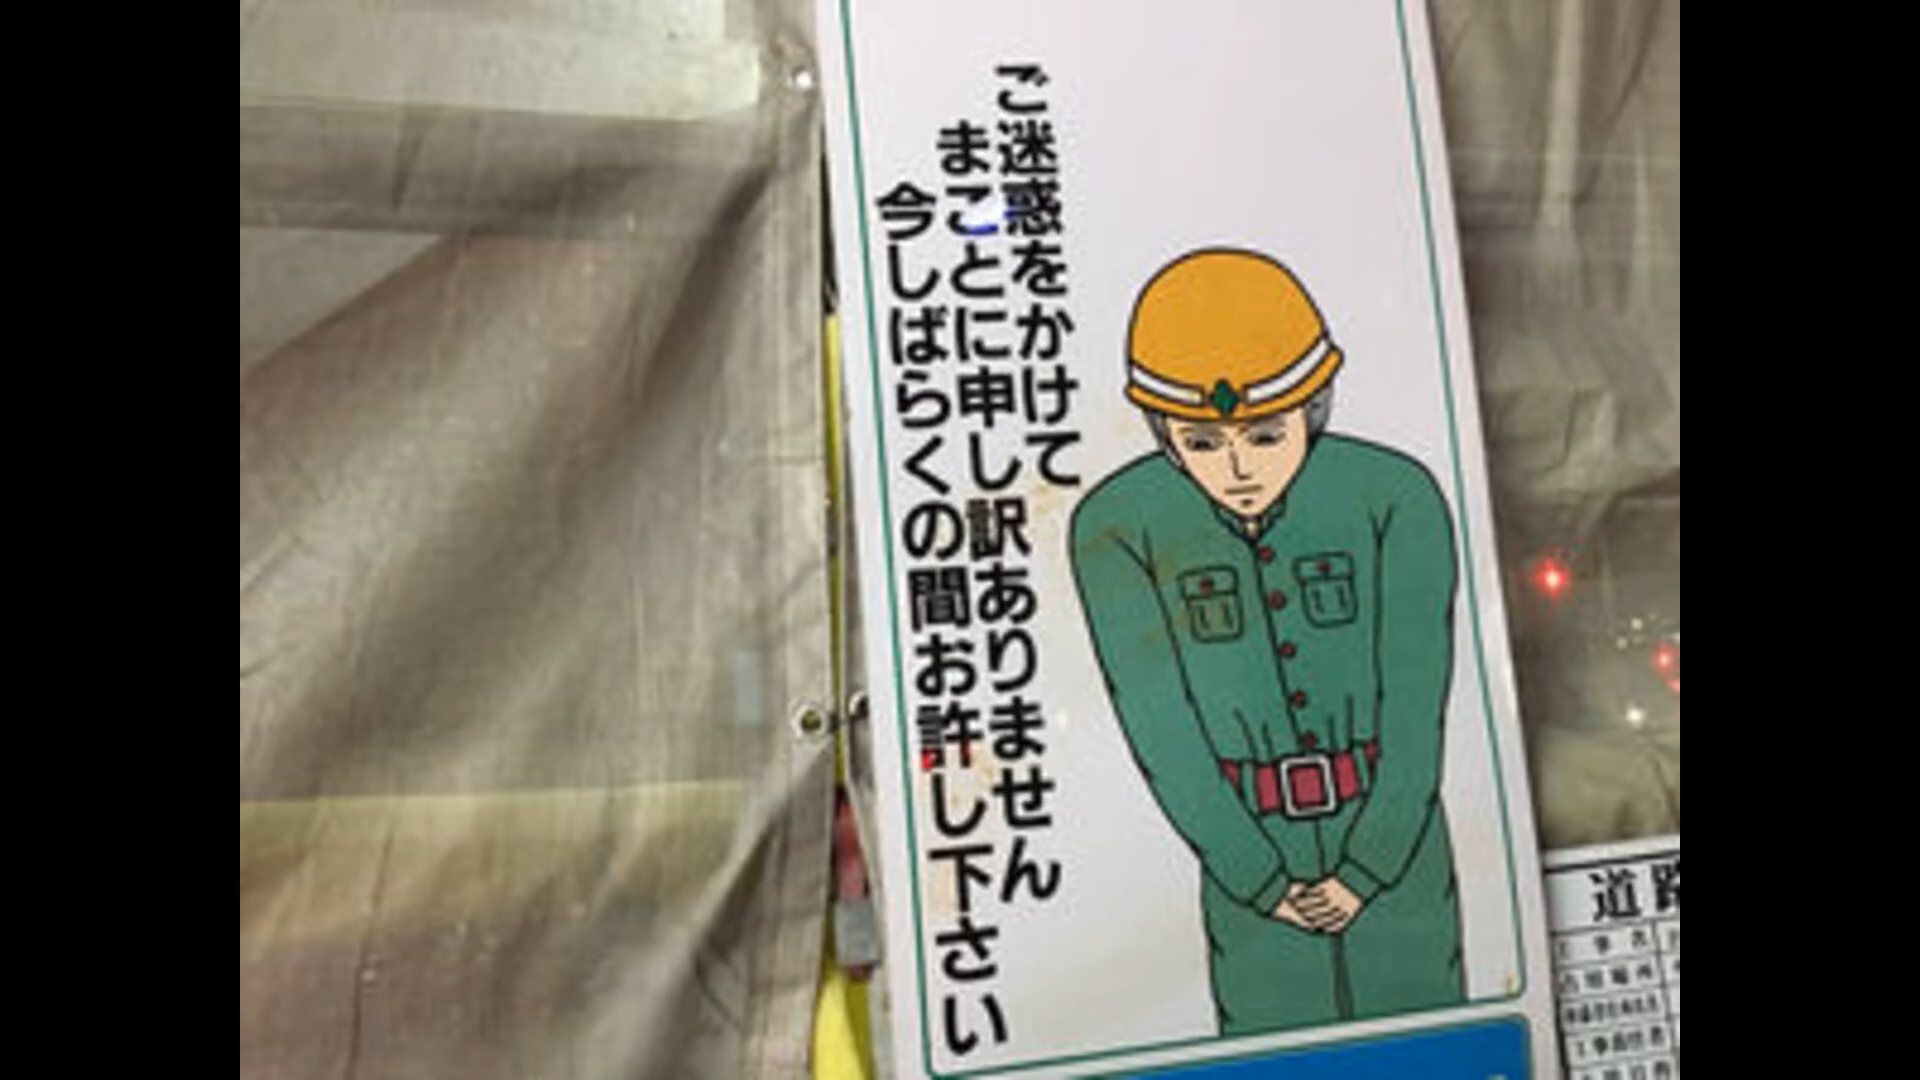 ご迷惑をかけて
まことに申し訳ありません
今しばらくの間お許し下さい
道路